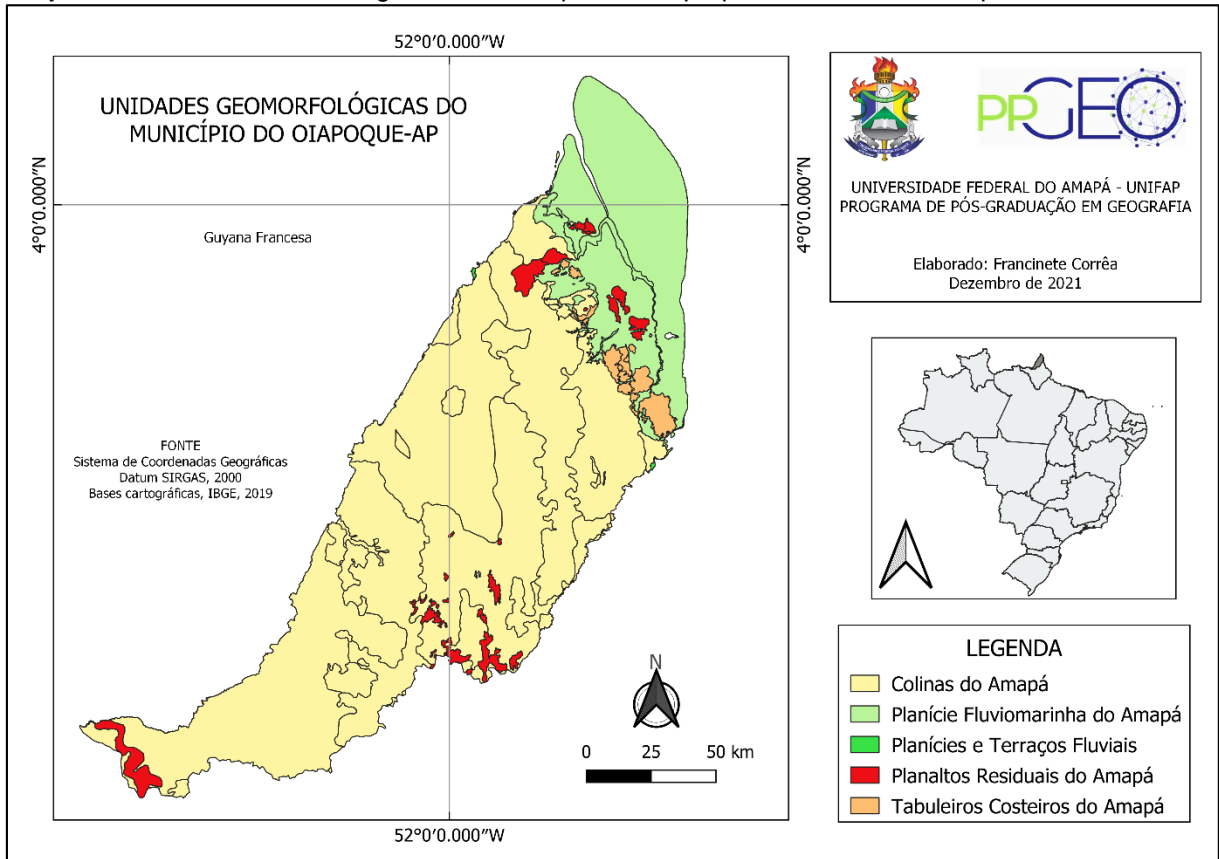 52°0'0.000"W
UNIDADES GEOMORFOLÓGICAS DO
MUNICÍPIO DO OIAPOQUE-AP
4°0'0.000"N
4°0'0.000"N
Guyana Francesa
FONTE
Sistema de Coordenadas Geográficas
Datum SIRGAS, 2000
Bases cartográficas, IBGE, 2019
N
0 25 50 km
52°0'0.000"W
PPGEO
UNIVERSIDADE FEDERAL DO AMAPÁ - UNIFAP
PROGRAMA DE PÓS-GRADUAÇÃO EM GEOGRAFIA
Elaborado: Francinete Corrêa
Dezembro de 2021
LEGENDA
Colinas do Amapá
Planície Fluviomarinha do Amapá
Planícies e Terraços Fluviais
Planaltos Residuais do Amapá
Tabuleiros Costeiros do Amapá